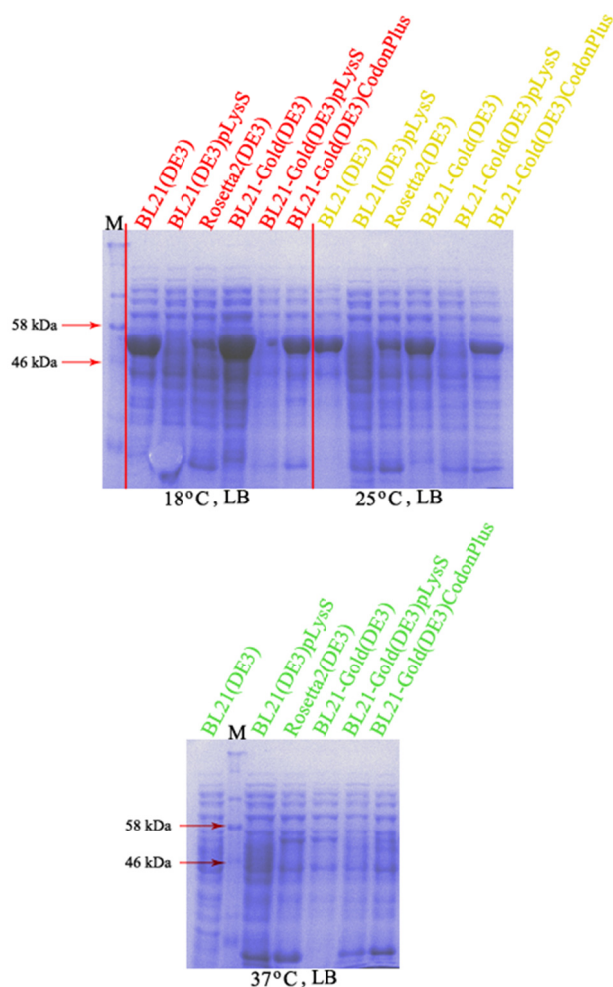 BL21(DE3)
BL21(DE3)pLysS
Rosetta2(DE3)
BL21-Gold(DE3)
BL21-Gold(DE3)pLysS
BL21-Gold(DE3)CodonPlus
BL21(DE3)
BL21(DE3)pLysS
Rosetta2(DE3)
BL21-Gold(DE3)
BL21-Gold(DE3)pLysS
BL21-Gold(DE3)CodonPlus
M
58 kDa
46 kDa
18°C, LB
25°C, LB
BL21(DE3)
M
BL21(DE3)pLysS
Rosetta2(DE3)
BL21-Gold(DE3)
BL21-Gold(DE3)pLysS
BL21-Gold(DE3)CodonPlus
58 kDa
46 kDa
37°C, LB